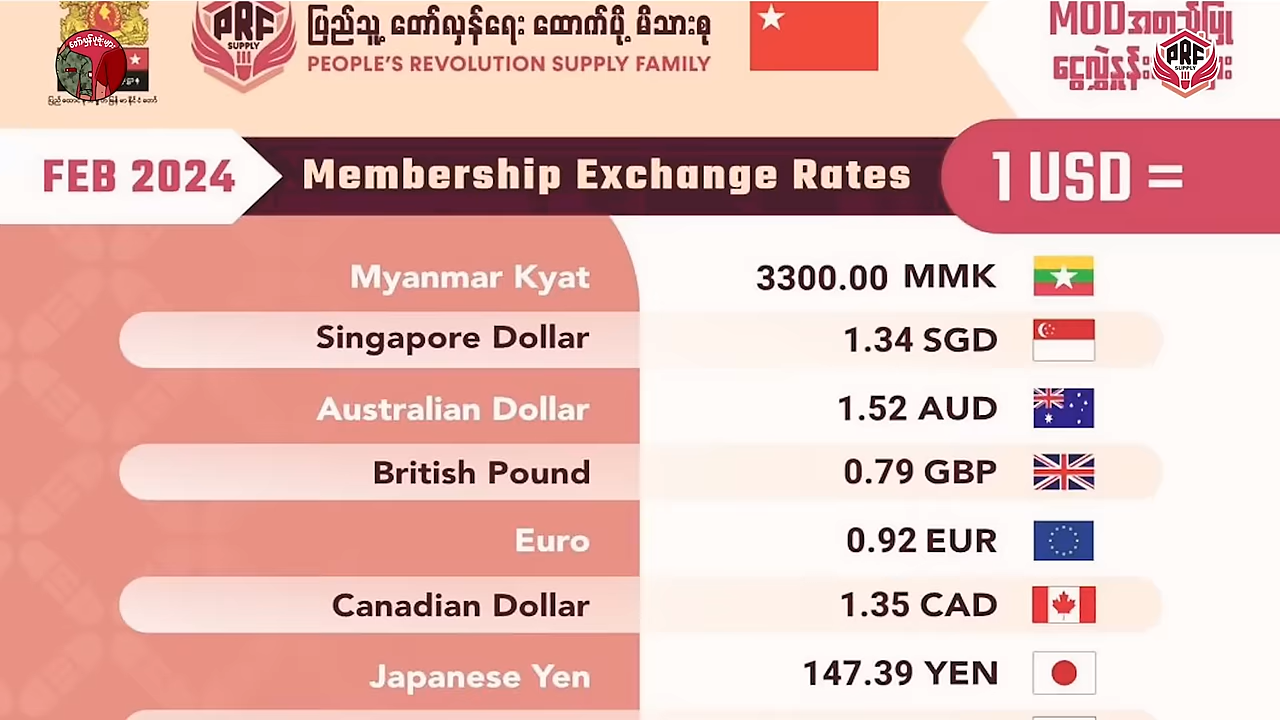 ပြည်သူ့ တော်လှန်ရေး ထောက်ပို့ မိသားစု
PEOPLE'S REVOLUTION SUPPLY FAMILY
PRF
SUPPLY
PRF
SUPPLY
FEB 2024
Membership Exchange Rates
1 USD =
Myanmar Kyat 3300.00 MMK
Singapore Dollar 1.34 SGD
Australian Dollar 1.52 AUD
British Pound 0.79 GBP
Euro 0.92 EUR
Canadian Dollar 1.35 CAD
Japanese Yen 147.39 YEN